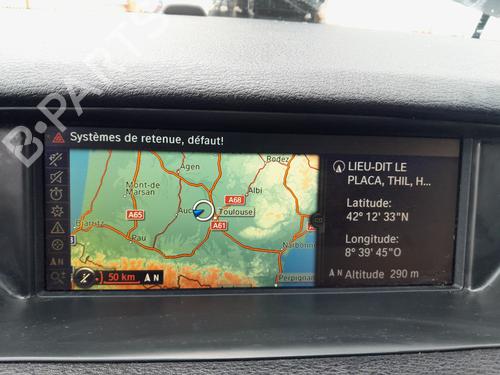 Systèmes de retenue, défaut!
Rodez
Agen
Mont-de
Marsan
Albi
A68
A65
Auc
Toulouse
Biarritz
A61
Pau
Narbonne
Perpignan
50 km
N
LIEU-DIT LE
PLACA, THIL, H...
Latitude:
42° 12' 33"N
Longitude:
8° 39' 45"O
N Altitude 290 m
B-PARTS